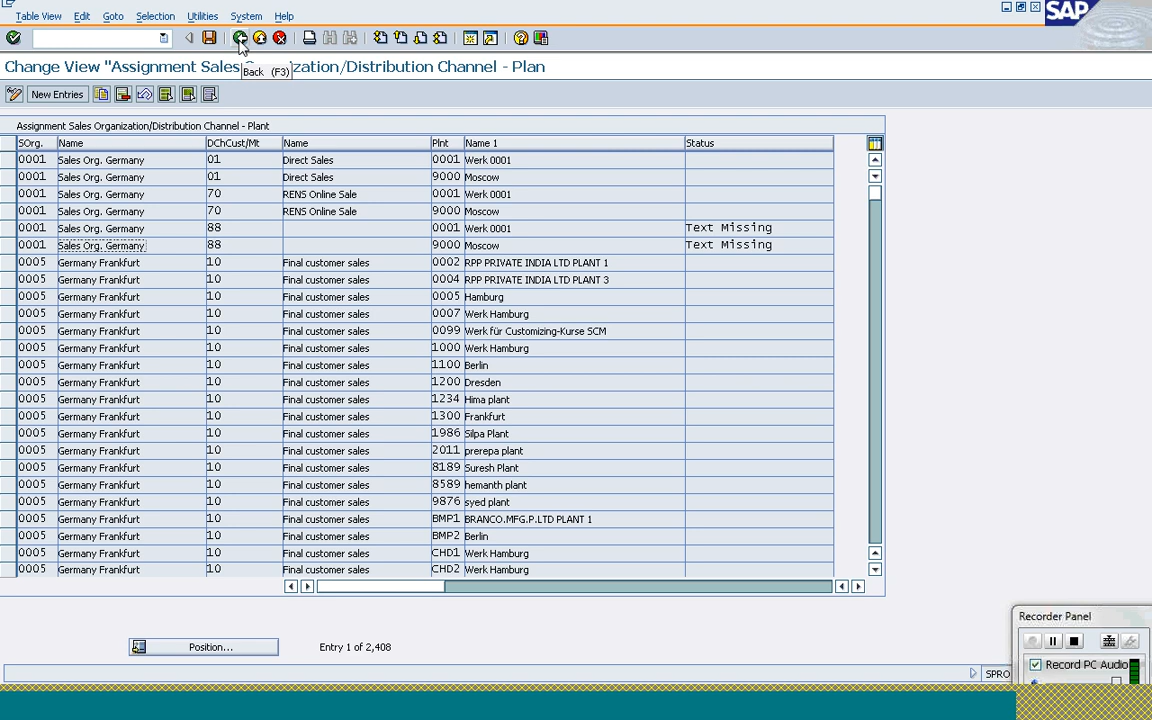 Table View Edit Goto Selection Utilities System Help
SAP
Change View "Assignment Sales Organization/Distribution Channel - Plan
Back (F3)
New Entries
Assignment Sales Organization/Distribution Channel - Plant
SOrg. Name DChCust/Mt Name Plnt Name 1 Status
0001 Sales Org. Germany 01 Direct Sales 0001 Werk 0001
0001 Sales Org. Germany 01 Direct Sales 9000 Moscow
0001 Sales Org. Germany 70 RENS Online Sale 0001 Werk 0001
0001 Sales Org. Germany 70 RENS Online Sale 9000 Moscow
0001 Sales Org. Germany 88 0001 Werk 0001 Text Missing
0001 Sales Org. Germany 88 9000 Moscow Text Missing
0005 Germany Frankfurt 10 Final customer sales 0002 RPP PRIVATE INDIA LTD PLANT 1
0005 Germany Frankfurt 10 Final customer sales 0004 RPP PRIVATE INDIA LTD PLANT 3
0005 Germany Frankfurt 10 Final customer sales 0005 Hamburg
0005 Germany Frankfurt 10 Final customer sales 0007 Werk Hamburg
0005 Germany Frankfurt 10 Final customer sales 0099 Werk für Customizing-Kurse SCM
0005 Germany Frankfurt 10 Final customer sales 1000 Werk Hamburg
0005 Germany Frankfurt 10 Final customer sales 1100 Berlin
0005 Germany Frankfurt 10 Final customer sales 1200 Dresden
0005 Germany Frankfurt 10 Final customer sales 1234 Hima plant
0005 Germany Frankfurt 10 Final customer sales 1300 Frankfurt
0005 Germany Frankfurt 10 Final customer sales 1986 Silpa Plant
0005 Germany Frankfurt 10 Final customer sales 2011 prerepa plant
0005 Germany Frankfurt 10 Final customer sales 8189 Suresh Plant
0005 Germany Frankfurt 10 Final customer sales 8589 hemanth plant
0005 Germany Frankfurt 10 Final customer sales 9876 syed plant
0005 Germany Frankfurt 10 Final customer sales BMP1 BRANCO.MFG.P.LTD PLANT 1
0005 Germany Frankfurt 10 Final customer sales BMP2 Berlin
0005 Germany Frankfurt 10 Final customer sales CHD1 Werk Hamburg
0005 Germany Frankfurt 10 Final customer sales CHD2 Werk Hamburg
Position... Entry 1 of 2,408
Recorder Panel
Record PC Audio
SPRO